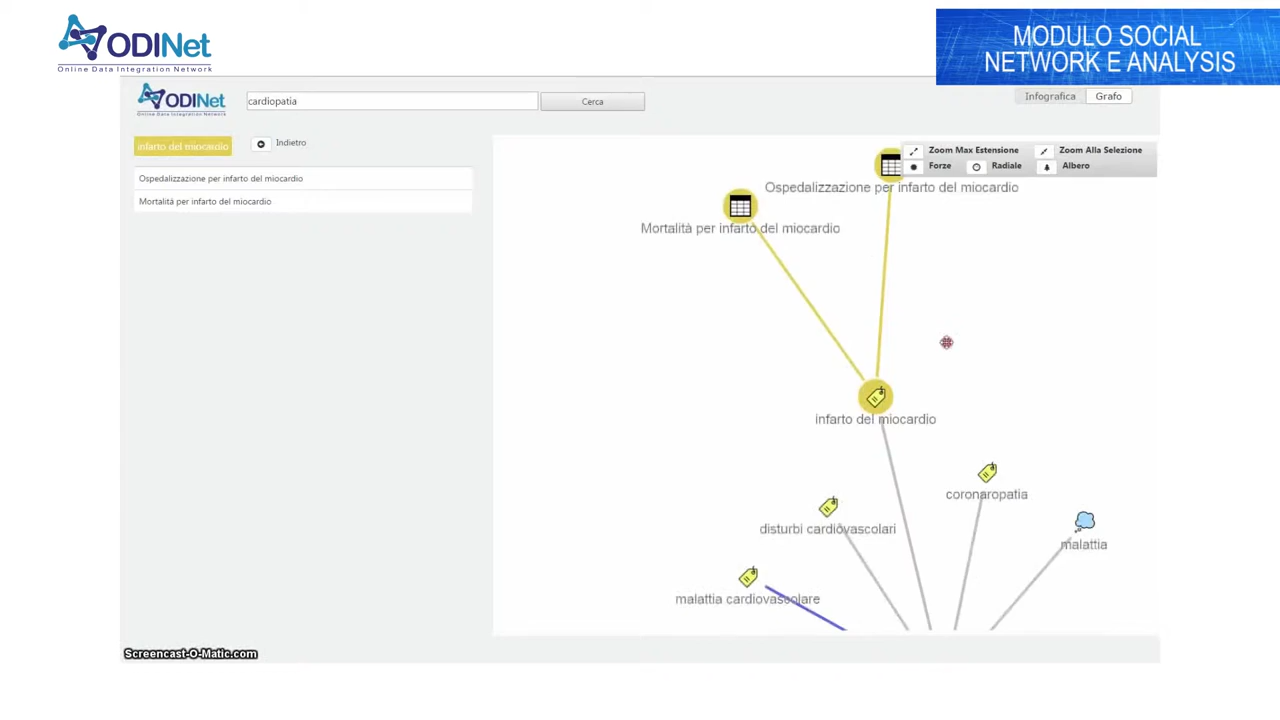 ODINet
Online Data Integration Network
MODULO SOCIAL
NETWORK E ANALYSIS
ODINet
Online Data Integration Network
cardiopatia
Cerca
Infografica
Grafo
infarto del miocardio
Indietro
Ospedalizzazione per infarto del miocardio
Mortalità per infarto del miocardio
Zoom Max Estensione
Zoom Alla Selezione
Forze
Radiale
Albero
Ospedalizzazione per infarto del miocardio
Mortalità per infarto del miocardio
infarto del miocardio
coronaropatia
disturbi cardiovascolari
malattia
malattia cardiovascolare
Screencast-O-Matic.com